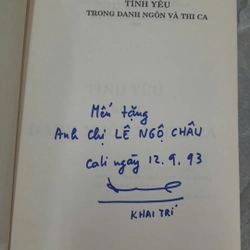 TÌNH YÊU
TRONG DANH NGÔN VÀ THI CA
Mến tặng
Anh chị LÊ NGỘ CHÂU
Cali ngày 12.9.93
KHAI TRÍ